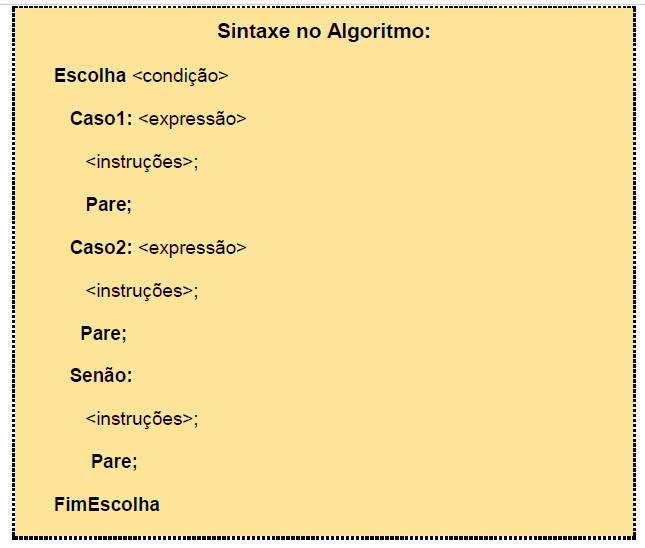 Sintaxe no Algoritmo:
Escolha <condição>
Caso1: <expressão>
<instruções>;
Pare;
Caso2: <expressão>
<instruções>;
Pare;
Senão:
<instruções>;
Pare;
FimEscolha